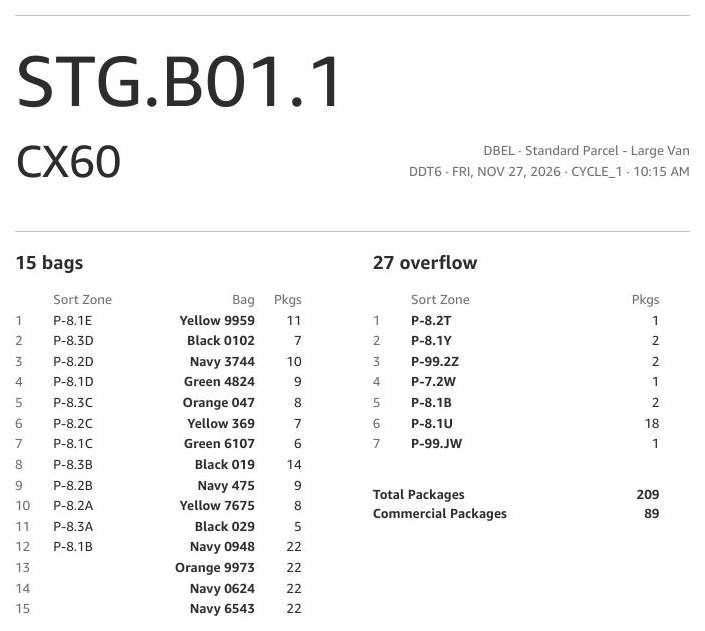 STG.B01.1
CX60
DBEL · Standard Parcel - Large Van
DDT6 · FRI, NOV 27, 2026 · CYCLE_1 · 10:15 AM
15 bags
Sort Zone Bag Pkgs
1 P-8.1E Yellow 9959 11
2 P-8.3D Black 0102 7
3 P-8.2D Navy 3744 10
4 P-8.1D Green 4824 9
5 P-8.3C Orange 047 8
6 P-8.2C Yellow 369 7
7 P-8.1C Green 6107 6
8 P-8.3B Black 019 14
9 P-8.2B Navy 475 9
10 P-8.2A Yellow 7675 8
11 P-8.3A Black 029 5
12 P-8.1B Navy 0948 22
13 Orange 9973 22
14 Navy 0624 22
15 Navy 6543 22
27 overflow
Sort Zone Pkgs
1 P-8.2T 1
2 P-8.1Y 2
3 P-99.2Z 2
4 P-7.2W 1
5 P-8.1B 2
6 P-8.1U 18
7 P-99.JW 1
Total Packages 209
Commercial Packages 89